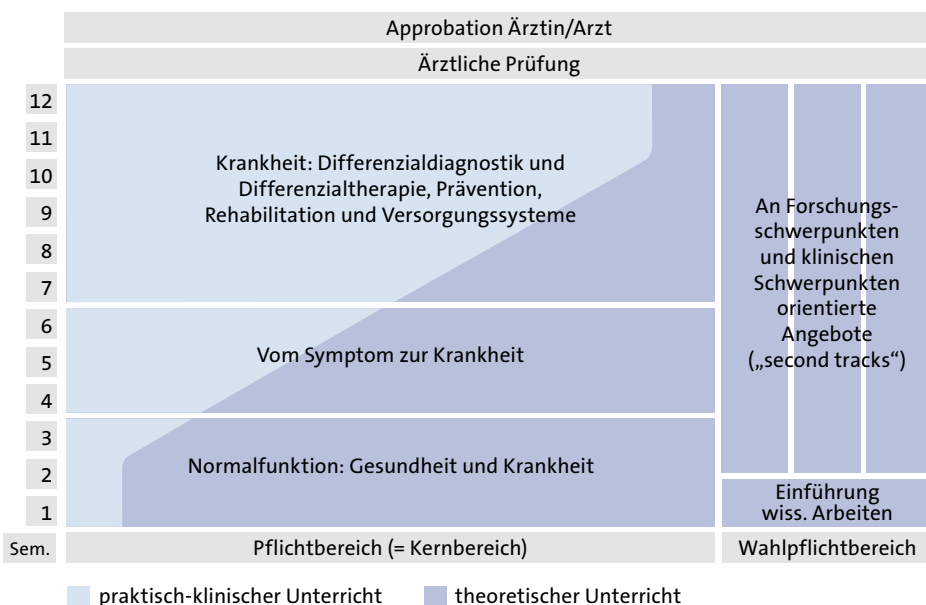 Approbation Ärztin/Arzt
Ärztliche Prüfung
12
11
10
9
8
7
6
5
4
3
2
1
Sem.
Krankheit: Differenzialdiagnostik und
Differenzialtherapie, Prävention,
Rehabilitation und Versorgungssysteme
Vom Symptom zur Krankheit
Normalfunktion: Gesundheit und Krankheit
Pflichtbereich (= Kernbereich)
An Forschungs-
schwerpunkten
und klinischen
Schwerpunkten
orientierte
Angebote
(„second tracks“)
Einführung
wiss. Arbeiten
Wahlpflichtbereich
praktisch-klinischer Unterricht
theoretischer Unterricht